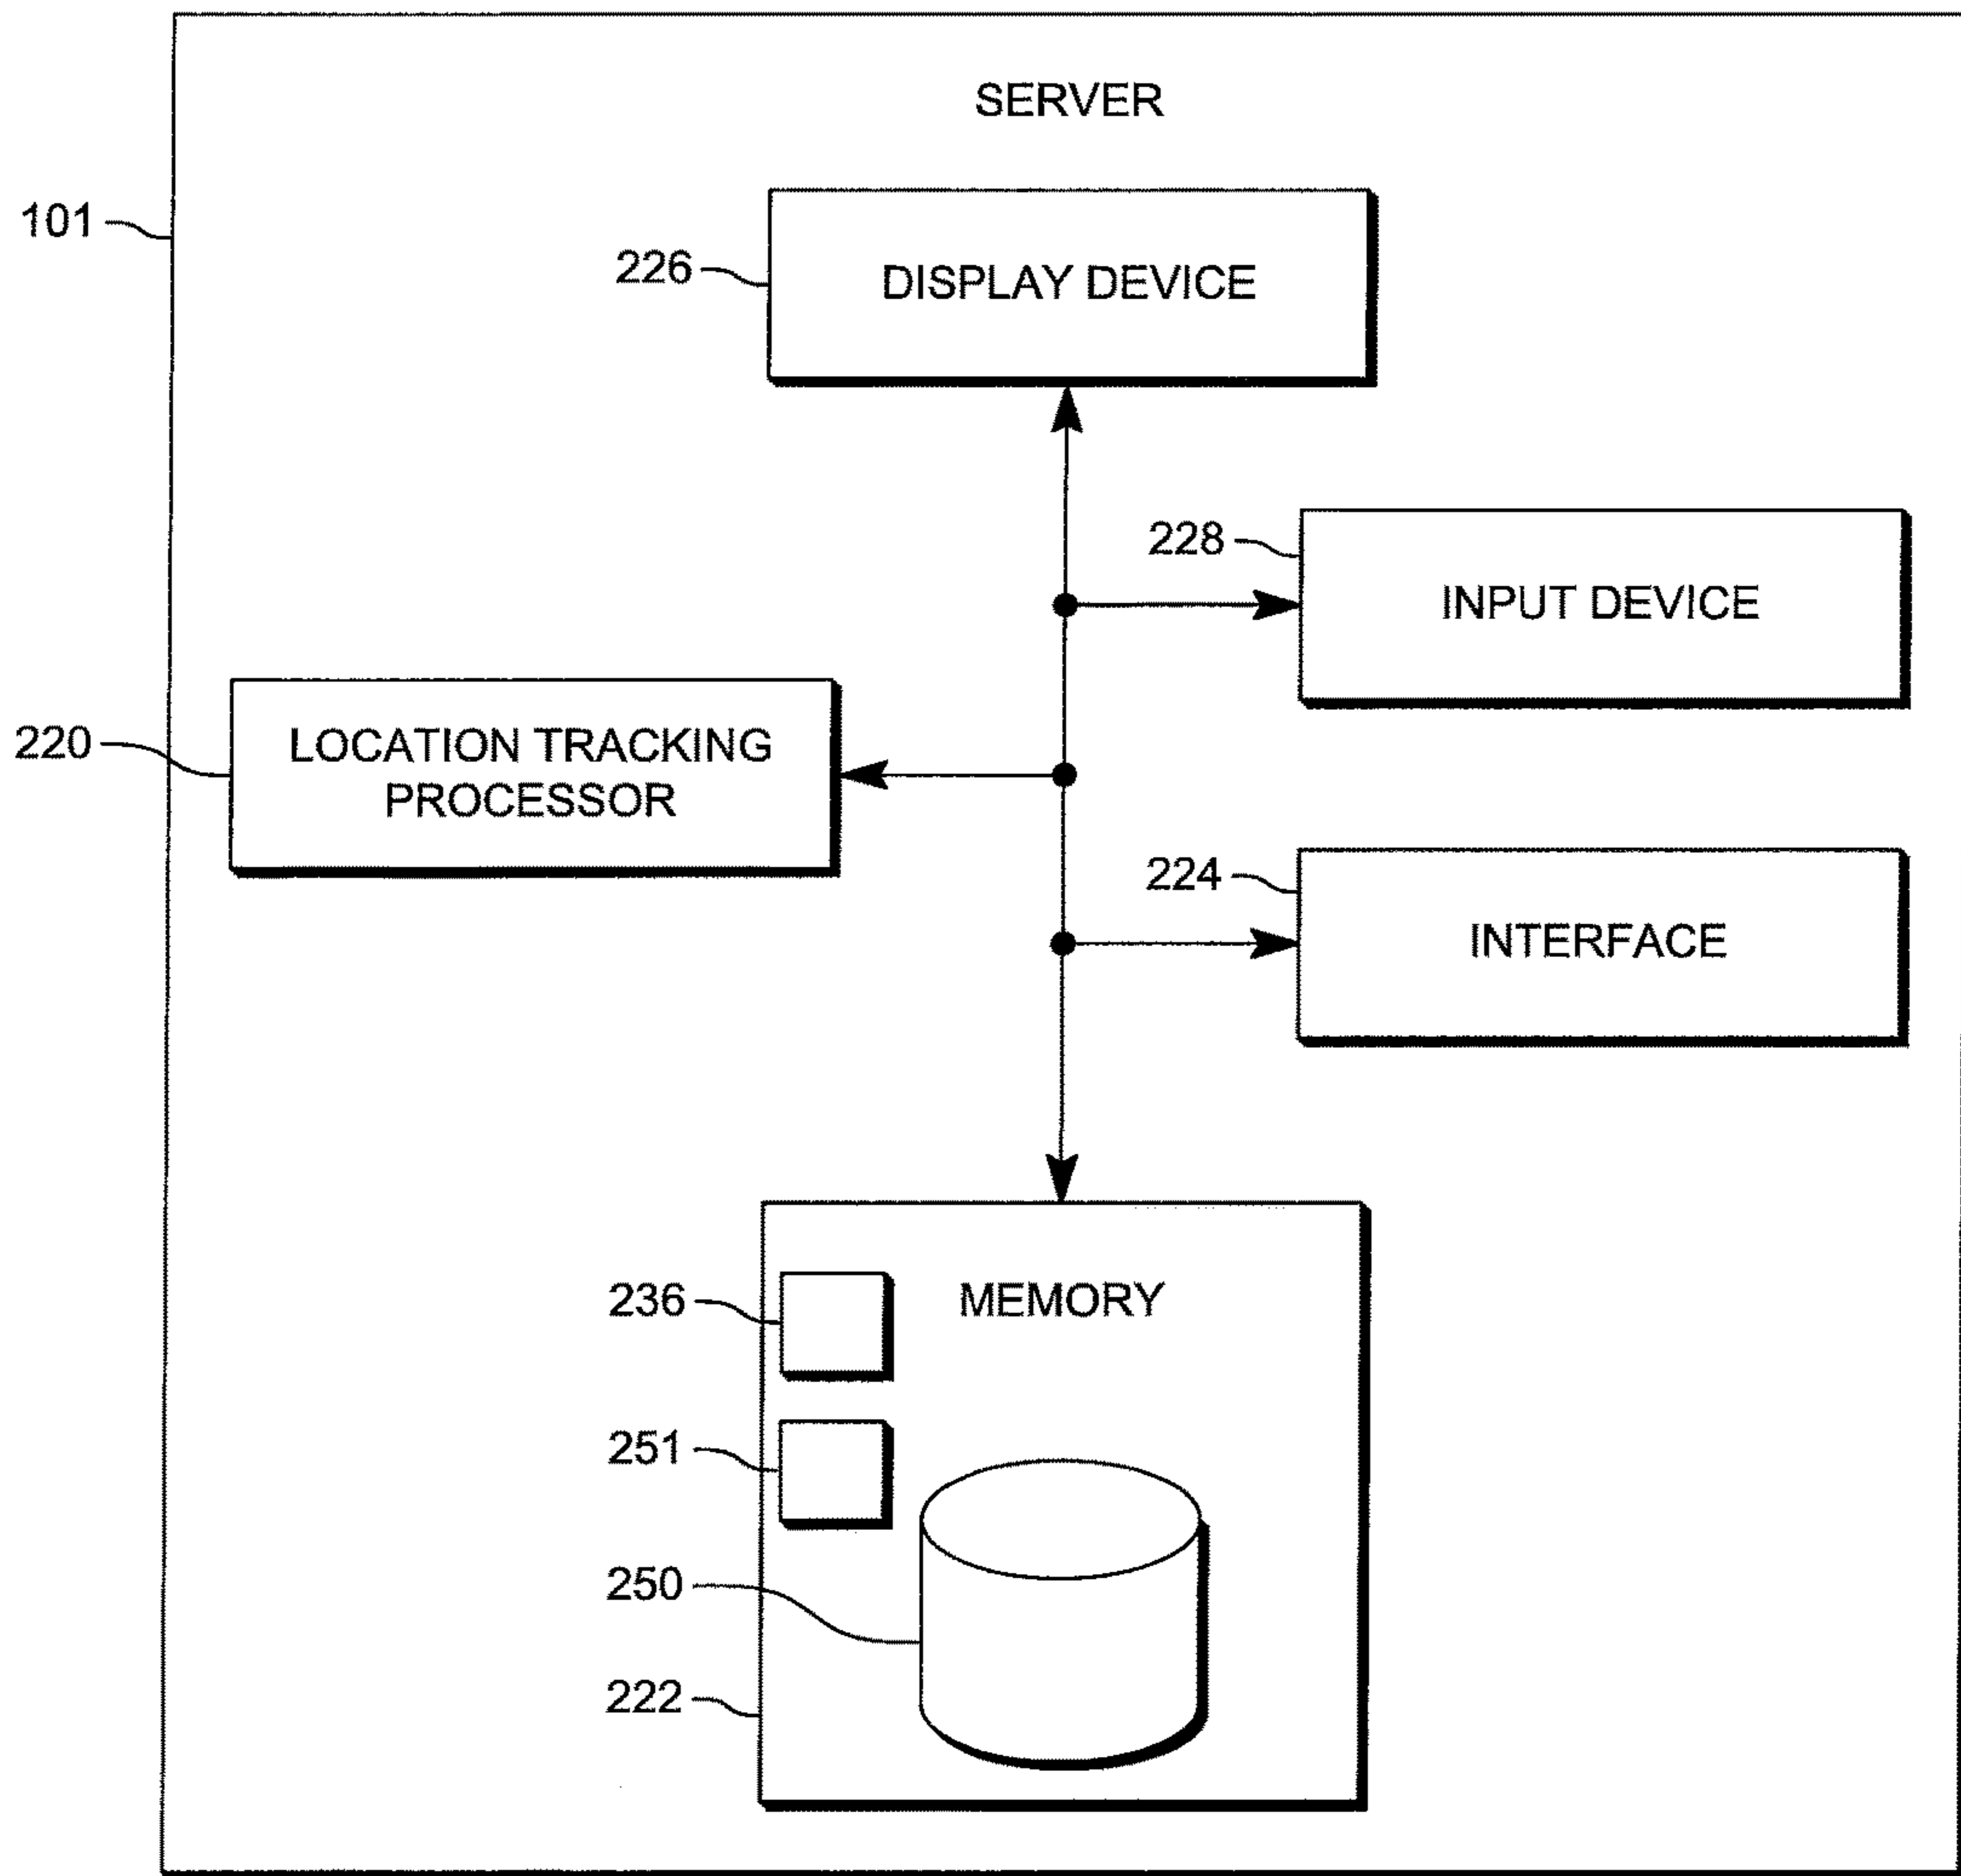 SERVER
101
226
DISPLAY DEVICE
228
INPUT DEVICE
220
LOCATION TRACKING
PROCESSOR
224
INTERFACE
236
MEMORY
251
250
222